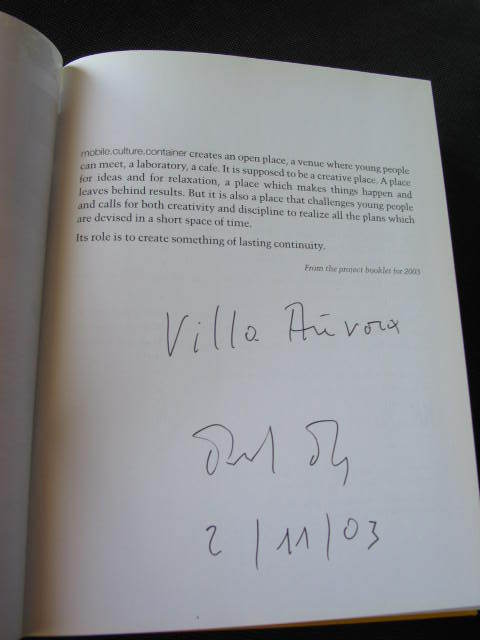 mobile.culture.container creates an open place, a venue where young people
can meet, a laboratory, a cafe. It is supposed to be a creative place. A place
for ideas and for relaxation, a place which makes things happen and
leaves behind results. But it is also a place that challenges young people
and calls for both creativity and discipline to realize all the plans which
are devised in a short space of time.
Its role is to create something of lasting continuity.
From the project booklet for 2003
Villa Aurora
2/11/03